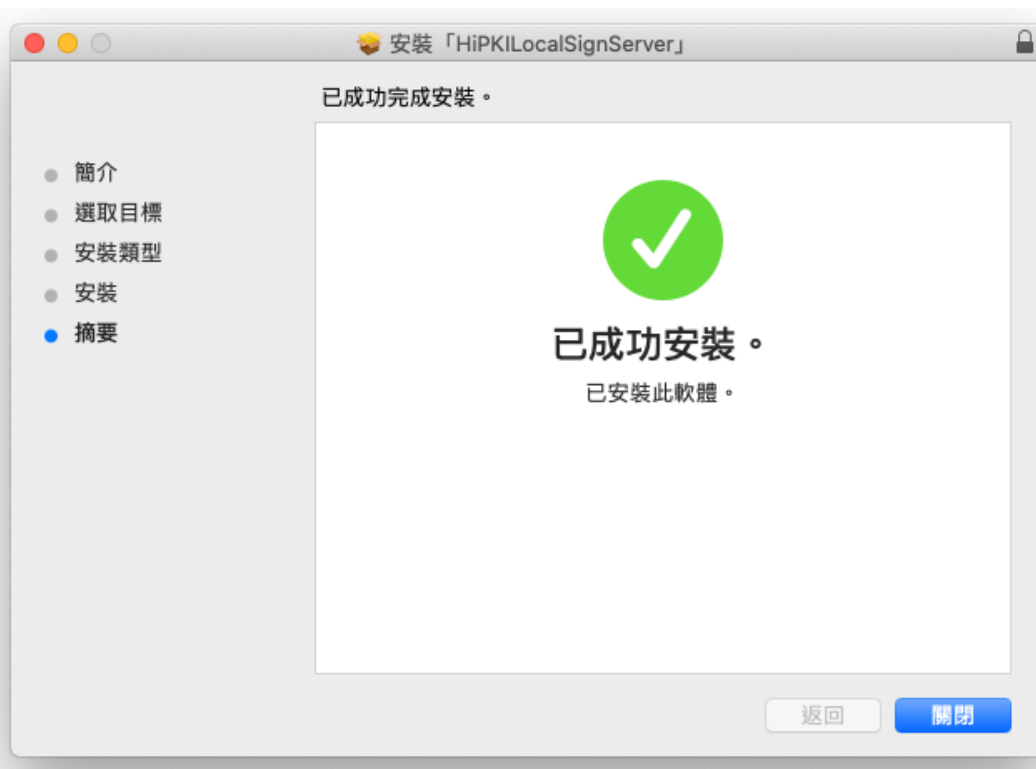 安裝「HiPKILocalSignServer」
已成功完成安裝。
簡介
選取目標
安裝類型
安裝
摘要
已成功安裝。
已安裝此軟體。
返回
關閉